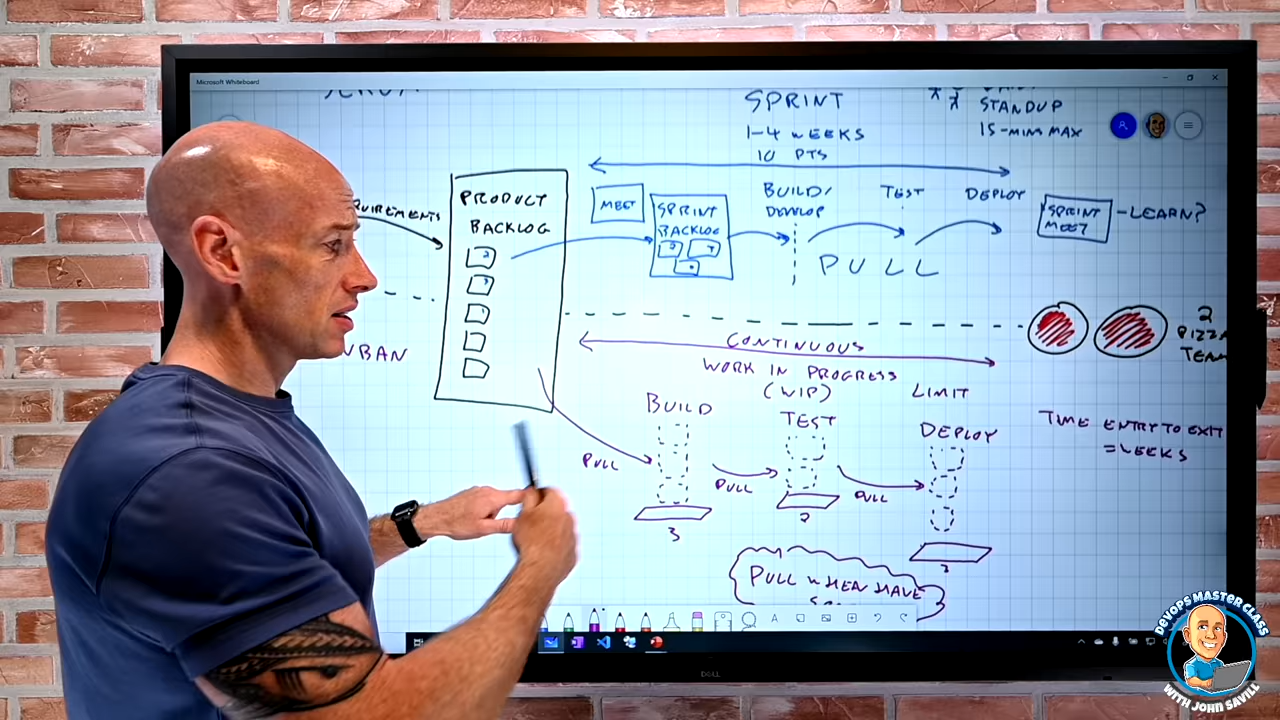 Microsoft Whiteboard
SPRINT
1-4 WEEKS
10 PTS
STANDUP
15-MINS MAX
PRODUCT
BACKLOG
MEET
SPRINT
BACKLOG
BUILD/
DEVELOP
TEST
DEPLOY
SPRINT
MEET
-LEARN?
PULL
CONTINUOUS
WORK IN PROGRESS
(WIP)
LIMIT
2
PIZZA
TEAM
BUILD
TEST
DEPLOY
TIME ENTRY TO EXIT
=WEEKS
PULL
PULL
PULL
3
2
3
PULL WHEN HAVE
DELL
DEVOPS MASTER CLASS
WITH JOHN SAVILL